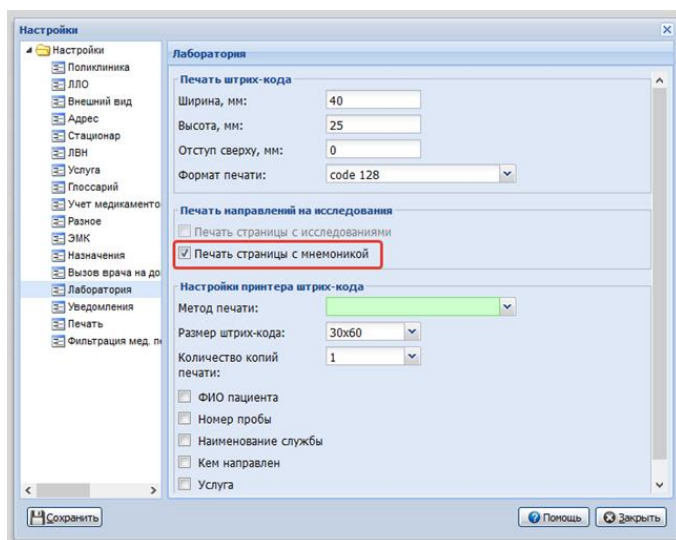 Настройки
Настройки
Поликлиника
ЛЛО
Внешний вид
Адрес
Стационар
ЛВН
Услуга
Глоссарий
Учет медикаменто
Разное
ЭМК
Назначения
Вызов врача на до
Лаборатория
Уведомления
Печать
Фильтрация мед. п
Лаборатория
Печать штрих-кода
Ширина, мм: 40
Высота, мм: 25
Отступ сверху, мм: 0
Формат печати: code 128
Печать направлений на исследования
Печать страницы с исследованиями
Печать страницы с мнемоникой
Настройки принтера штрих-кода
Метод печати:
Размер штрих-кода: 30x60
Количество копий 1
печати:
ФИО пациента
Номер пробы
Наименование службы
Кем направлен
Услуга
Сохранить
Помощь
Закрыть